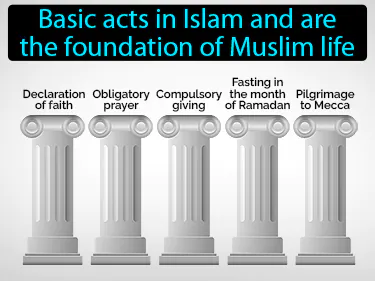 Basic acts in Islam and are
the foundation of Muslim life
Declaration
of faith
Obligatory
prayer
Compulsory
giving
Fasting in
the month
of Ramadan
Pilgrimage
to Mecca